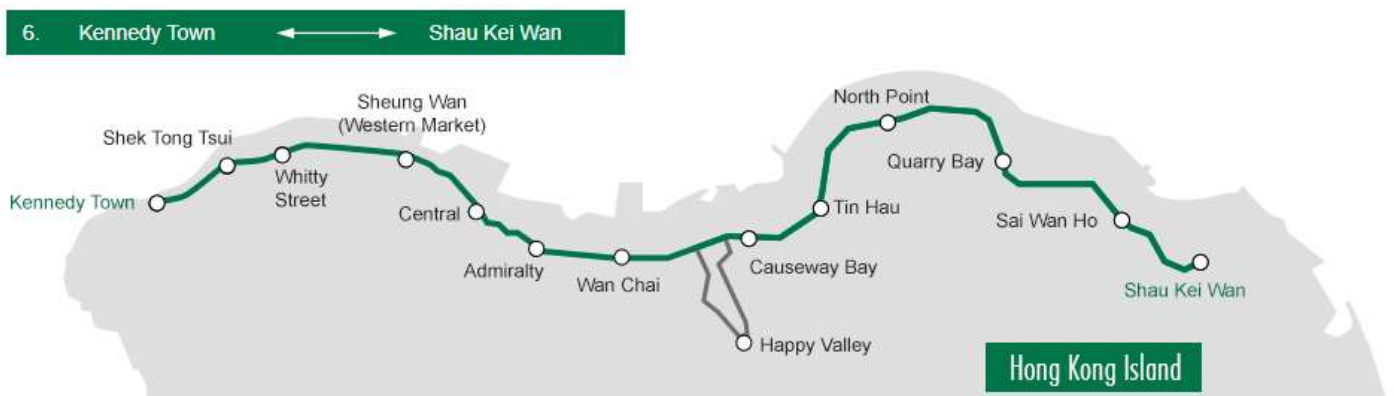 6. Kennedy Town Shau Kei Wan
Sheung Wan
(Western Market)
North Point
Shek Tong Tsui
Quarry Bay
Whitty
Street
Kennedy Town
Central
Tin Hau
Sai Wan Ho
Admiralty
Wan Chai
Causeway Bay
Shau Kei Wan
Happy Valley
Hong Kong Island